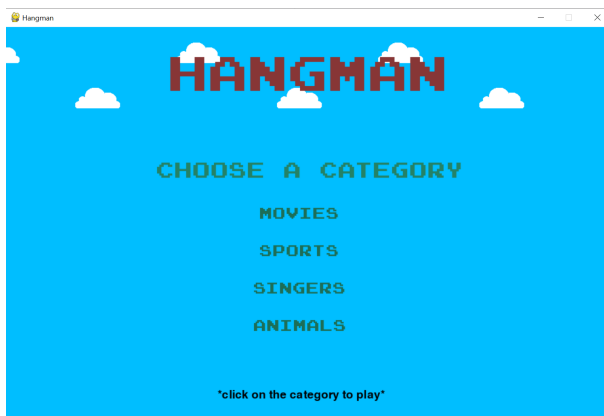 Hangman
HANGMAN
CHOOSE A CATEGORY
MOVIES
SPORTS
SINGERS
ANIMALS
*click on the category to play*